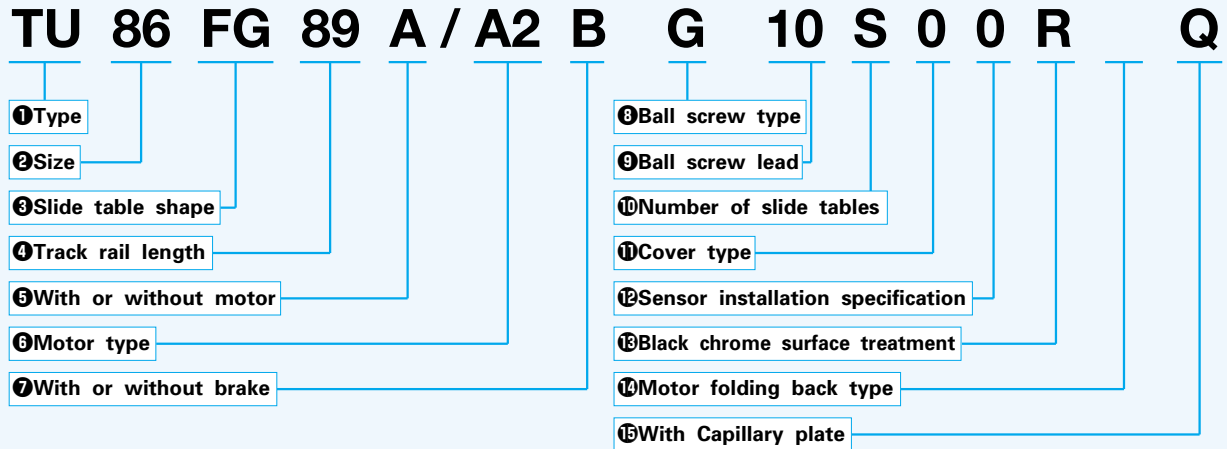 TU 86 FG 89 A / A2 B G 10 S 0 0 R Q
❶Type
❷Size
❸Slide table shape
❹Track rail length
❺With or without motor
❻Motor type
❼With or without brake
❽Ball screw type
❾Ball screw lead
❿Number of slide tables
⓫Cover type
⓬Sensor installation specification
⓭Black chrome surface treatment
⓮Motor folding back type
⓯With Capillary plate